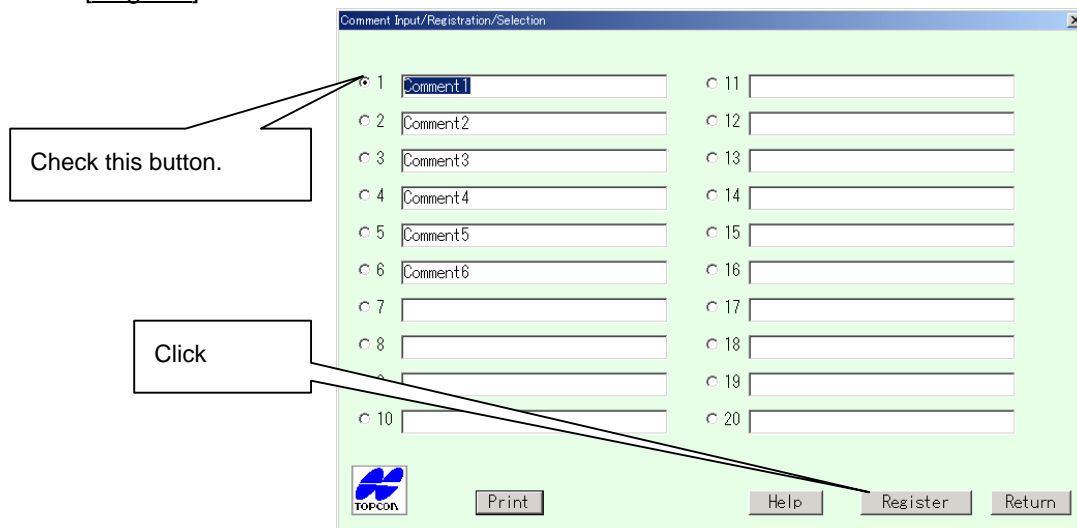 Comment Input/Registration/Selection
1 Comment1
2 Comment2
3 Comment3
4 Comment4
5 Comment5
6 Comment6
7
8
10
11
12
13
14
15
16
17
18
19
20
Check this button.
Click
TOPCON
Print
Help
Register
Return